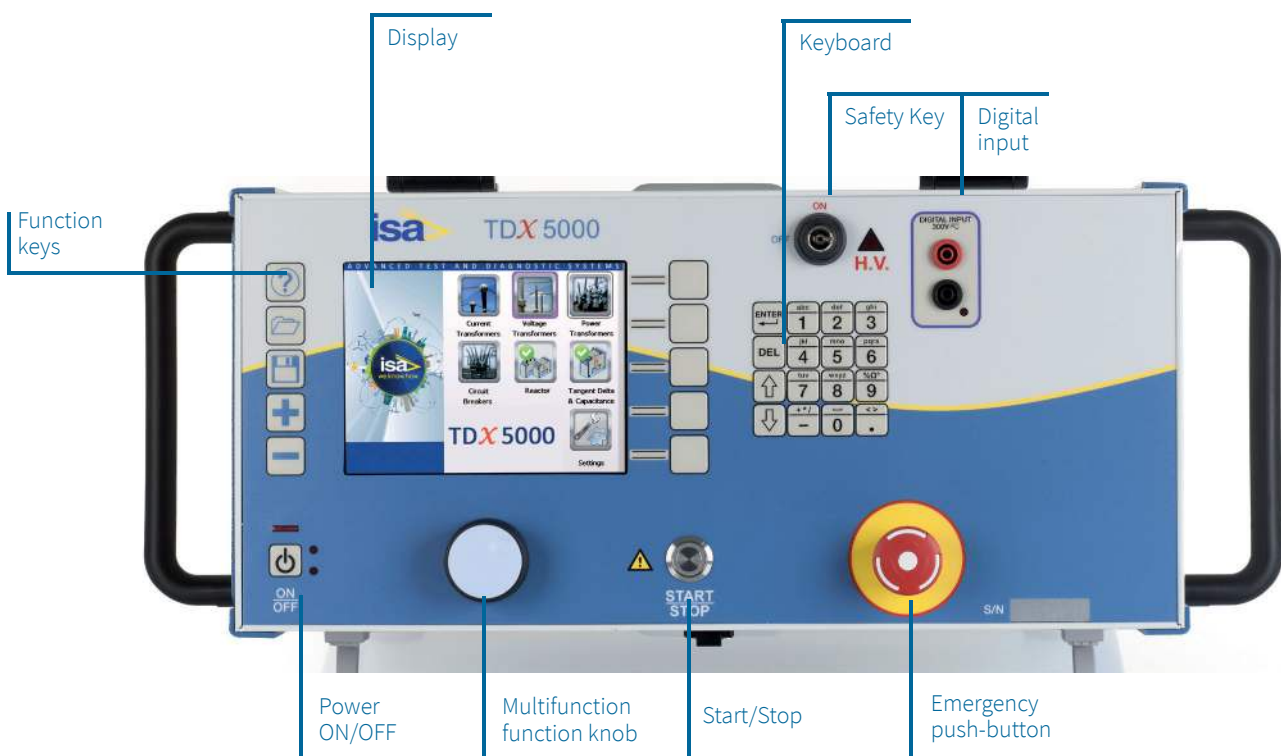 Display
Keyboard
Safety Key
Digital
input
Function
keys
isa
TDX 5000
ON
OFF
H.V.
DIGITAL INPUT
ADVANCED TEST AND DIAGNOSTIC SYSTEMS
Current
Transformers
Voltage
Transformers
Power
Transformers
isa
Circuit
Breakers
Reactor
Tangent Delta
& Capacitance
TDX 5000
Settings
?
ENTER
abc
1
def
2
ghi
3
DEL
jkl
4
mno
5
pqrs
6
tuv
7
wxyz
8
%Ω°
9
+*/
-
0
<>
.
ON
OFF
START
STOP
S/N
Power
ON/OFF
Multifunction
function knob
Start/Stop
Emergency
push-button